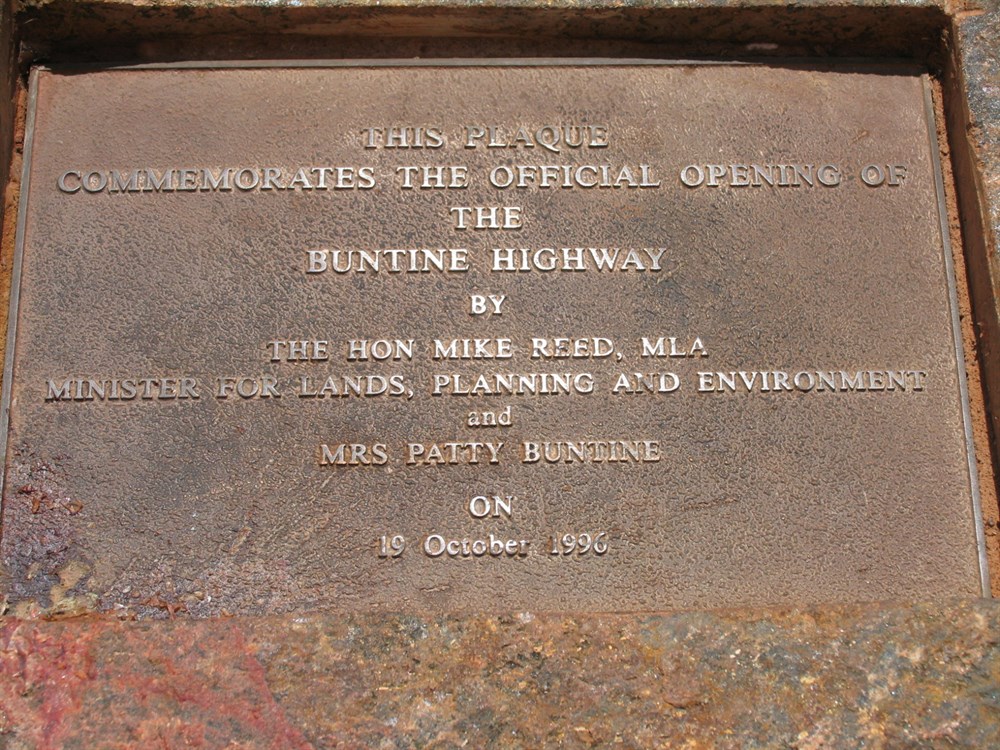 THIS PLAQUE
COMMEMORATES THE OFFICIAL OPENING OF
THE
BUNTINE HIGHWAY
BY
THE HON MIKE REED, MLA
MINISTER FOR LANDS, PLANNING AND ENVIRONMENT
and
MRS PATTY BUNTINE
ON
19 October 1996